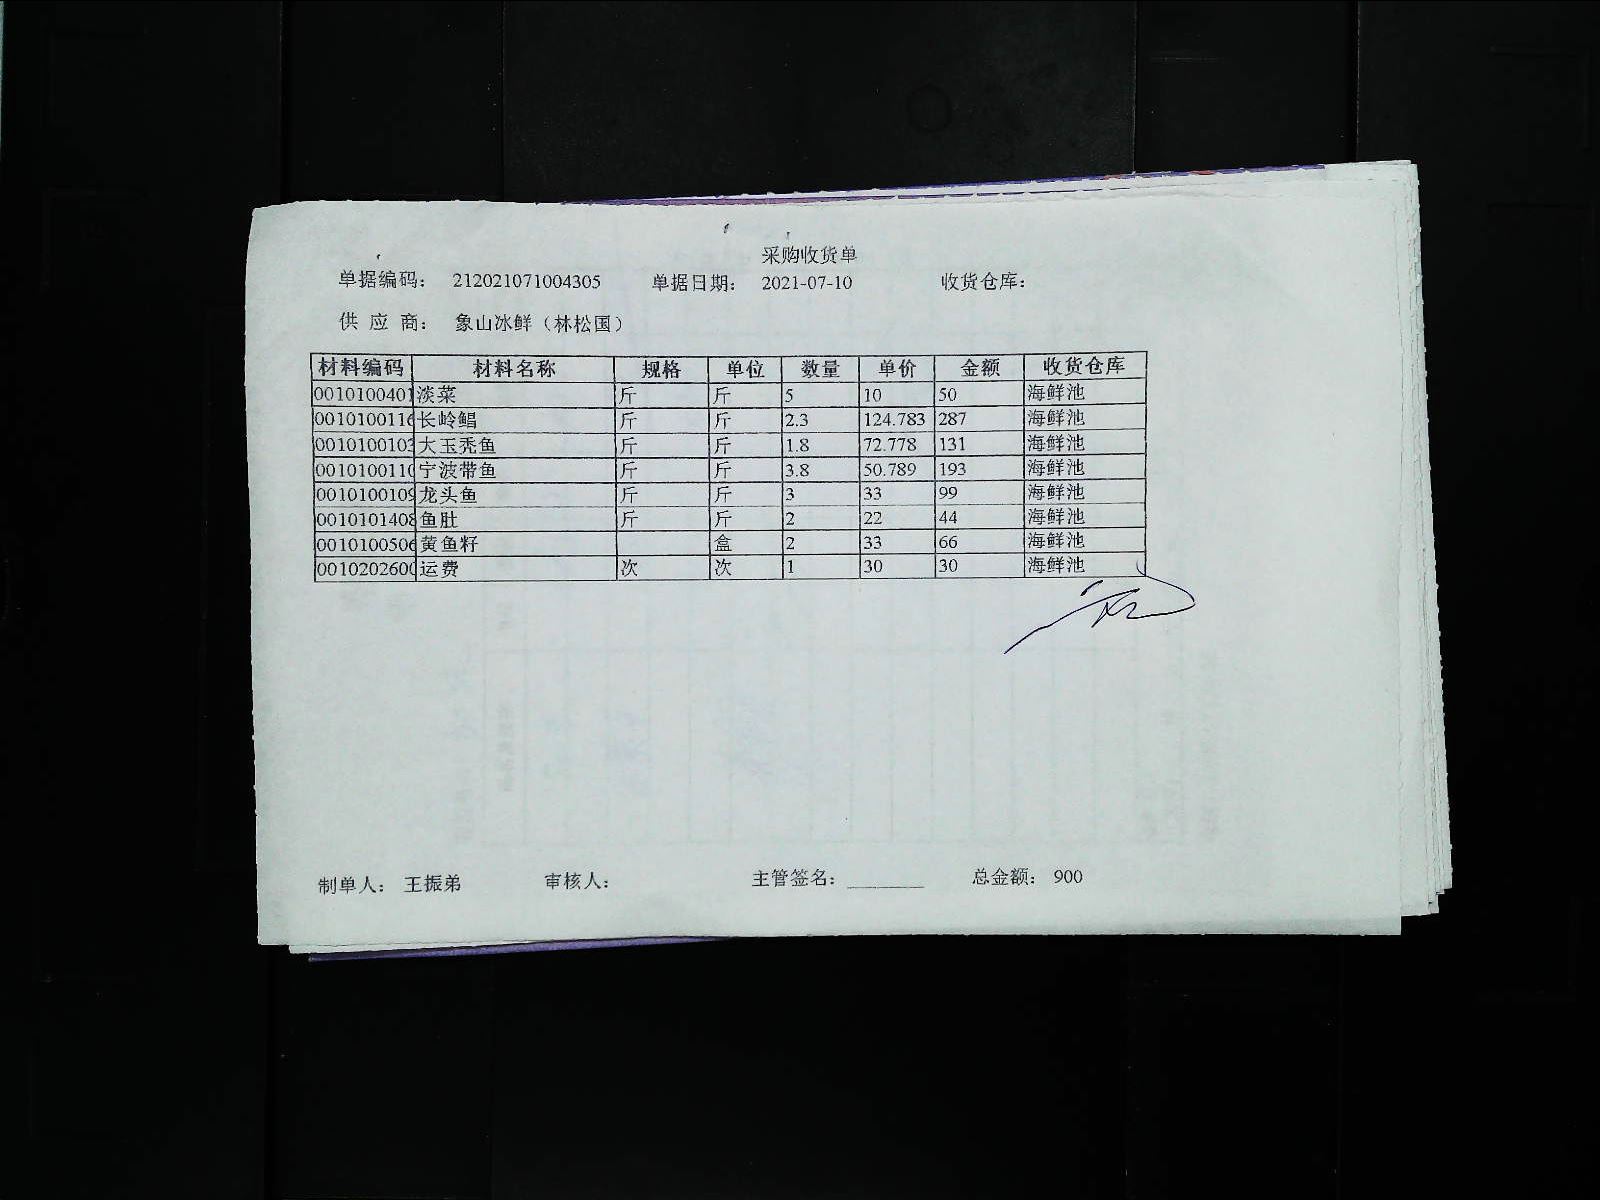 采购收货单
单据编码： 212021071004305 单据日期： 2021-07-10 收货仓库：
供 应 商： 象山冰鲜（林松国）
材料编码 材料名称 规格 单位 数量 单价 金额 收货仓库
0010100401 淡菜 斤 斤 5 10 50 海鲜池
001010011 长岭鲳 斤 斤 2.3 124.783 287 海鲜池
001010010 大玉秃鱼 斤 斤 1.8 72.778 131 海鲜池
001010011 宁波带鱼 斤 斤 3.8 50.789 193 海鲜池
0010100109 龙头鱼 斤 斤 3 33 99 海鲜池
0010101408 鱼肚 斤 斤 2 22 44 海鲜池
001010050 黄鱼籽 盒 2 33 66 海鲜池
001020260 运费 次 次 1 30 30 海鲜池
制单人： 王振弟 审核人： 主管签名： 总金额： 900